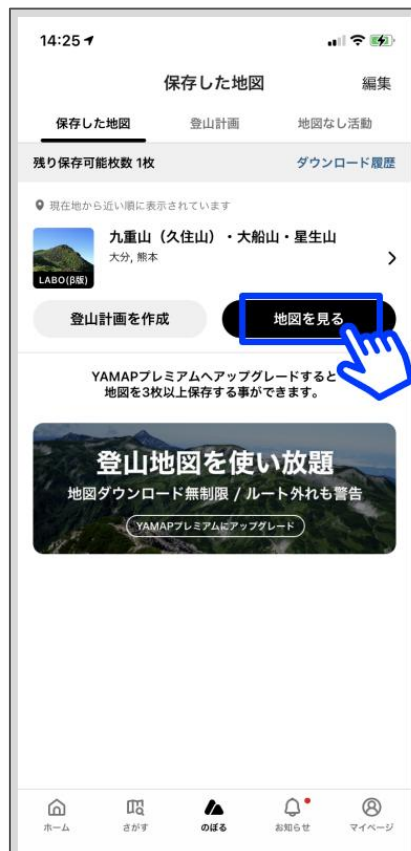 14:25
保存した地図
編集
保存した地図
登山計画
地図なし活動
残り保存可能枚数 1枚
ダウンロード履歴
現在地から近い順に表示されています
九重山（久住山）・大船山・星生山
大分, 熊本
LABO(β版)
登山計画を作成
地図を見る
YAMAPプレミアムへアップグレードすると
地図を3枚以上保存する事ができます。
登山地図を使い放題
地図ダウンロード無制限 / ルート外れも警告
YAMAPプレミアムにアップグレード
ホーム
さがす
のぼる
お知らせ
マイページ